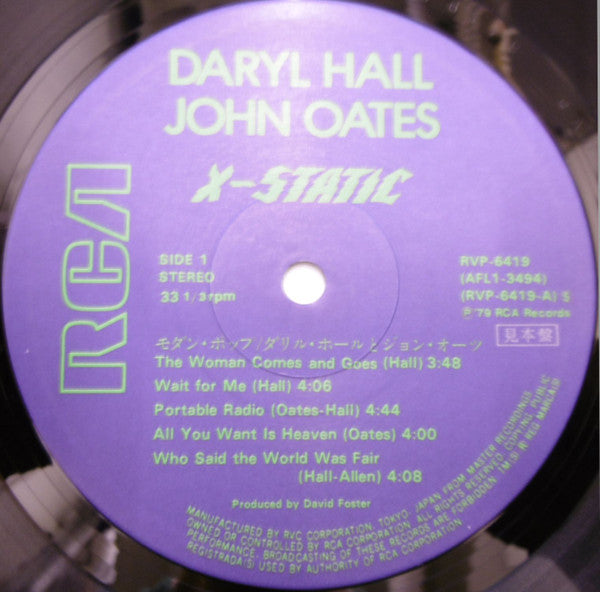 DARYL HALL
JOHN OATES
X-STATIC
RCA
SIDE 1
STEREO
33 1/3 rpm
RVP-6419
(AFL1-3494)
(RVP-6419-A) S
Ⓟ '79 RCA Records
見本盤
モダン・ポップ/ダリル・ホールとジョン・オーツ
The Woman Comes and Goes (Hall) 3:48
Wait for Me (Hall) 4:06
Portable Radio (Oates-Hall) 4:44
All You Want Is Heaven (Oates) 4:00
Who Said the World Was Fair
(Hall-Allen) 4:08
Produced by David Foster
MANUFACTURED BY RVC CORPORATION, TOKYO, JAPAN FROM MASTER RECORDINGS
OWNED OR CONTROLLED BY RCA CORPORATION. ALL RIGHTS RESERVED. COPYING, PUBLIC
PERFORMANCE, BROADCASTING OF THESE RECORDS ARE FORBIDDEN. TM(S) ® REG MARCA(S)
REGISTRADA(S) USED BY AUTHORITY OF RCA CORPORATION